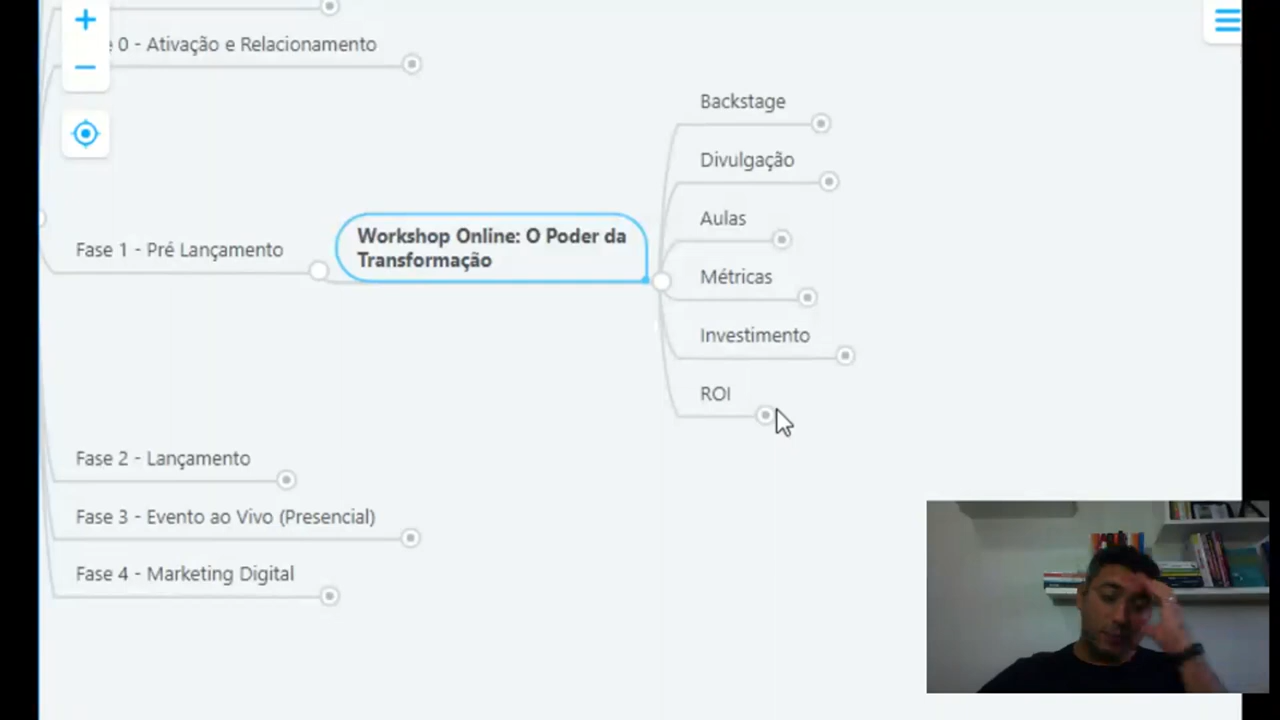 0 - Ativação e Relacionamento
Backstage
Divulgação
Aulas
Fase 1 - Pré Lançamento
Workshop Online: O Poder da
Transformação
Métricas
Investimento
ROI
Fase 2 - Lançamento
Fase 3 - Evento ao Vivo (Presencial)
Fase 4 - Marketing Digital